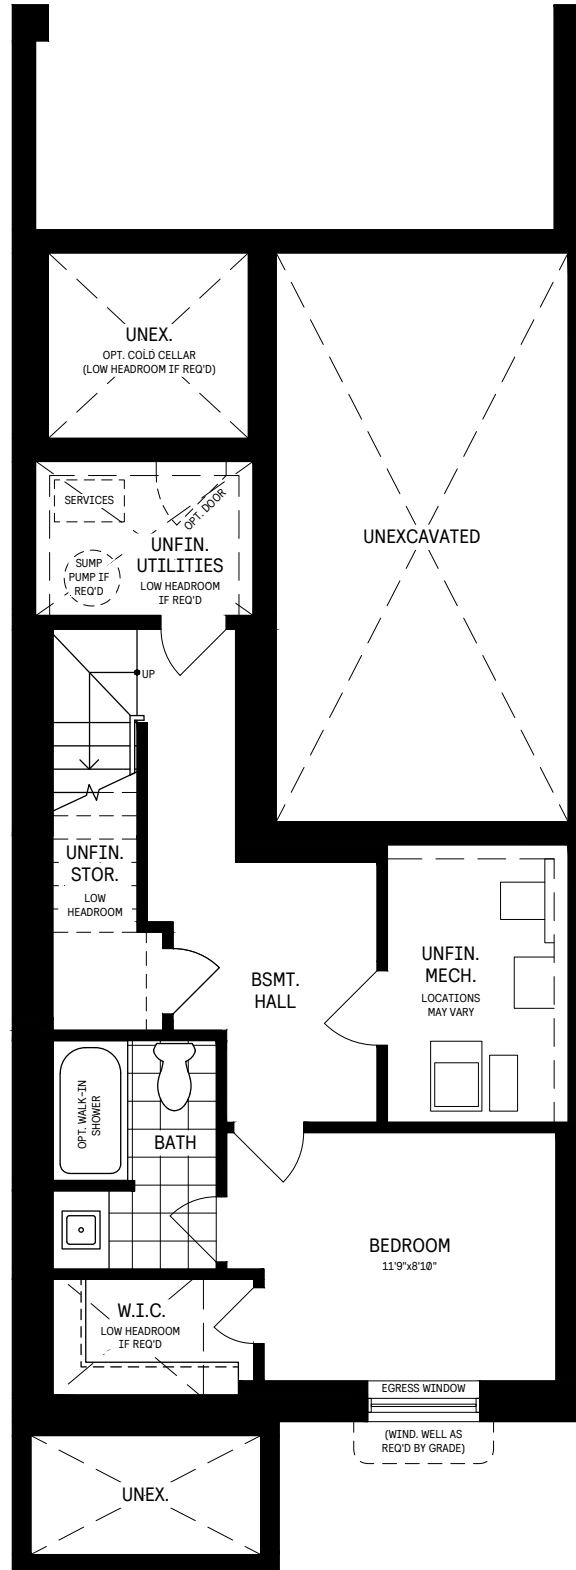 UNEX.
OPT. COLD CELLAR
(LOW HEADROOM IF REQ'D)
SERVICES
OPT. DOOR
UNFIN.
UTILITIES
LOW HEADROOM
IF REQ'D
SUMP
PUMP IF
REQ'D
UNEXCAVATED
UP
UNFIN.
STOR.
LOW
HEADROOM
BSMT.
HALL
UNFIN.
MECH.
LOCATIONS
MAY VARY
OPT. WALK-IN
SHOWER
BATH
BEDROOM
11'9"x8'10"
W.I.C.
LOW HEADROOM
IF REQ'D
EGRESS WINDOW
(WIND. WELL AS
REQ'D BY GRADE)
UNEX.